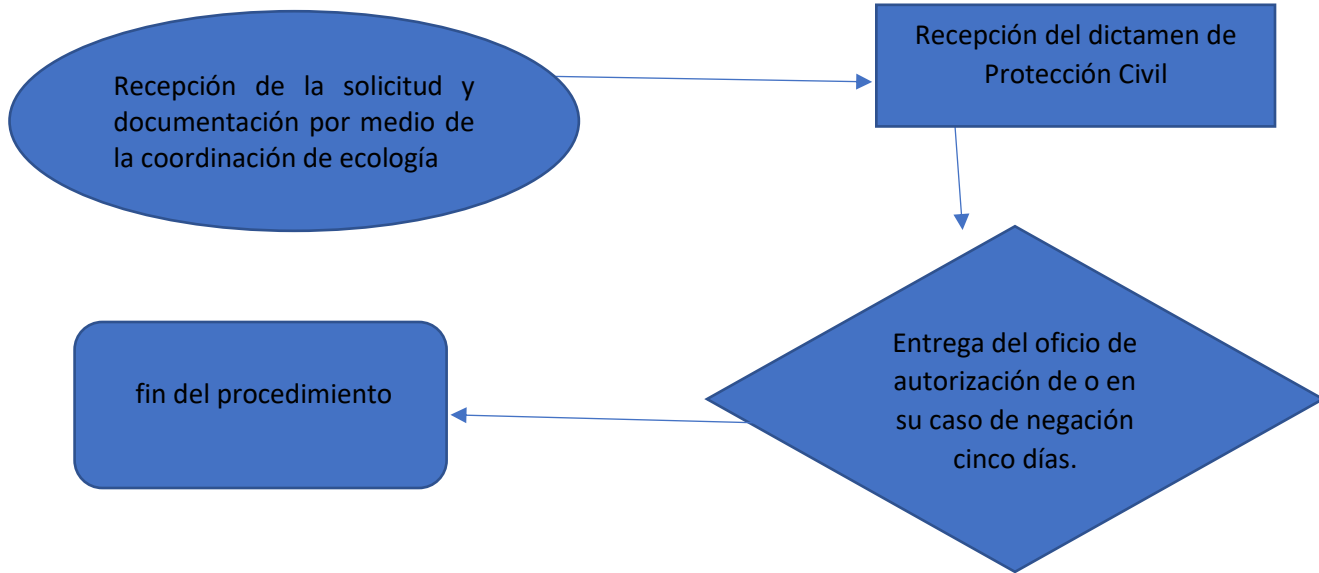 Recepción de la solicitud y
documentación por medio de
la coordinación de ecología
Recepción del dictamen de
Protección Civil
Entrega del oficio de
autorización de o en
su caso de negación
cinco días.
fin del procedimiento